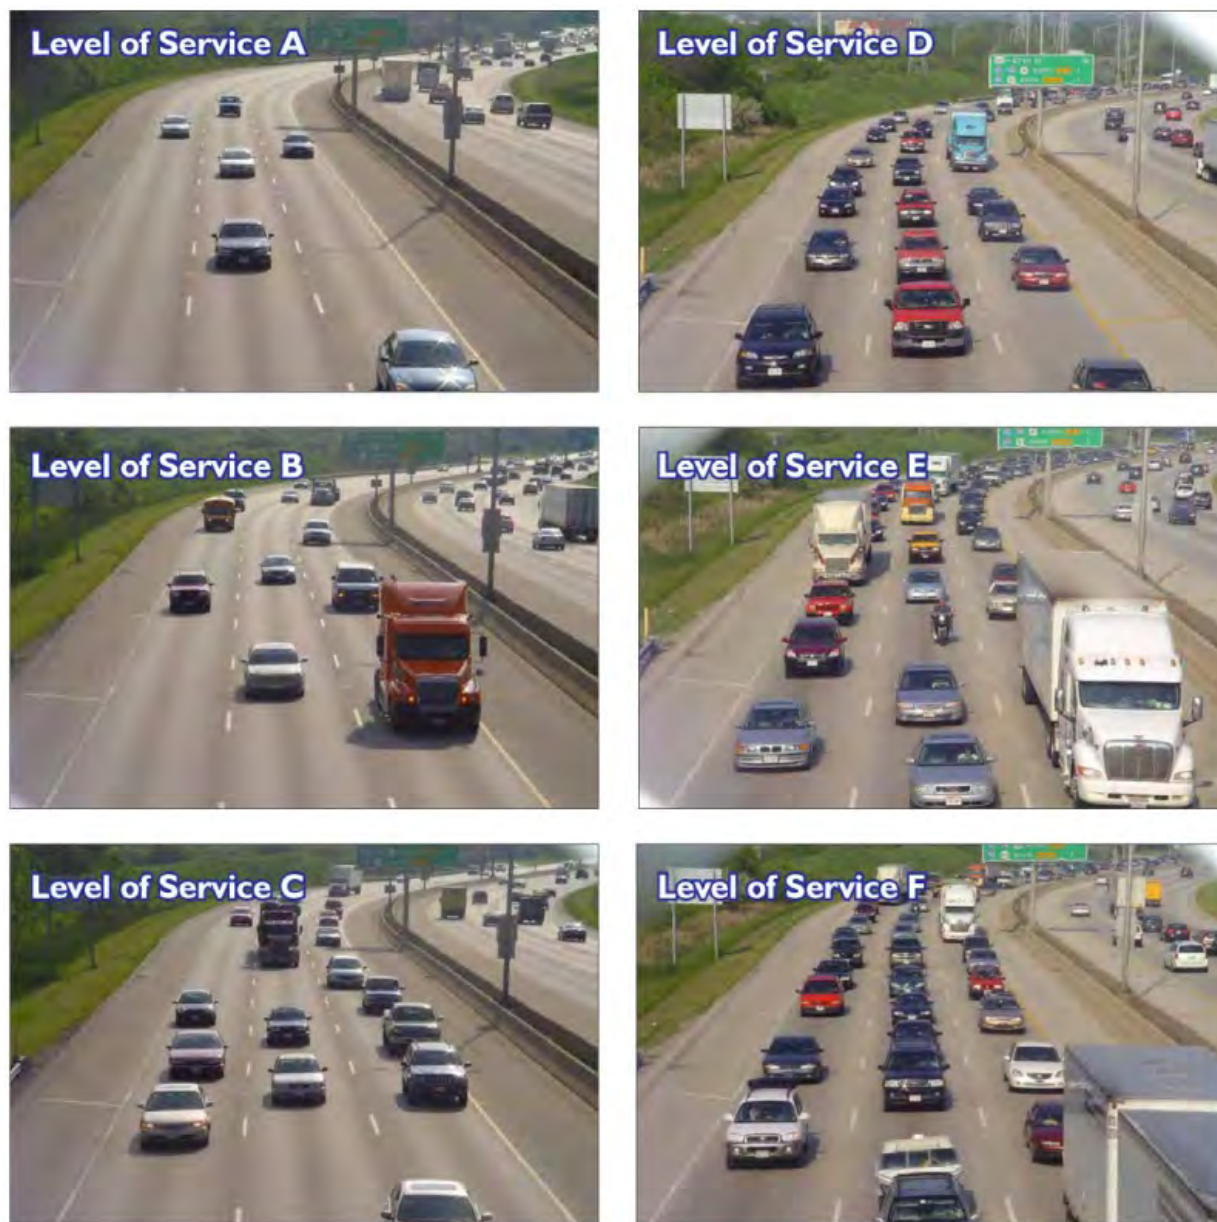 Level of Service A
Level of Service D
Level of Service B
Level of Service E
Level of Service C
Level of Service F